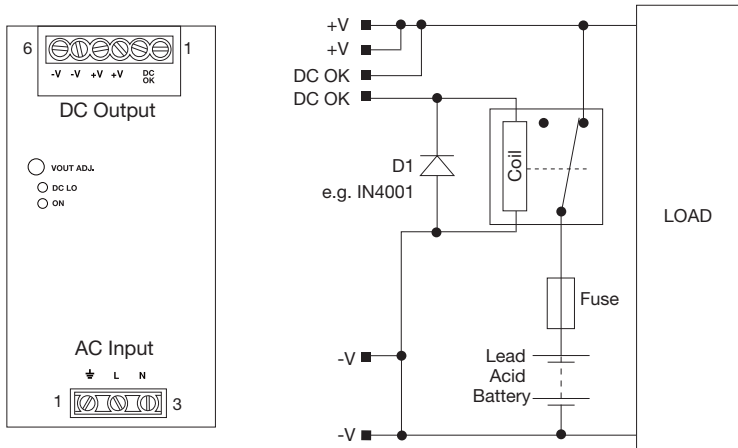 6 1
-V -V +V +V DC OK
DC Output
VOUT ADJ.
DC LO
ON
AC Input
L N
1 3
+V
+V
DC OK
DC OK
D1
e.g. IN4001
Coil
LOAD
Fuse
-V
Lead
Acid
Battery
-V